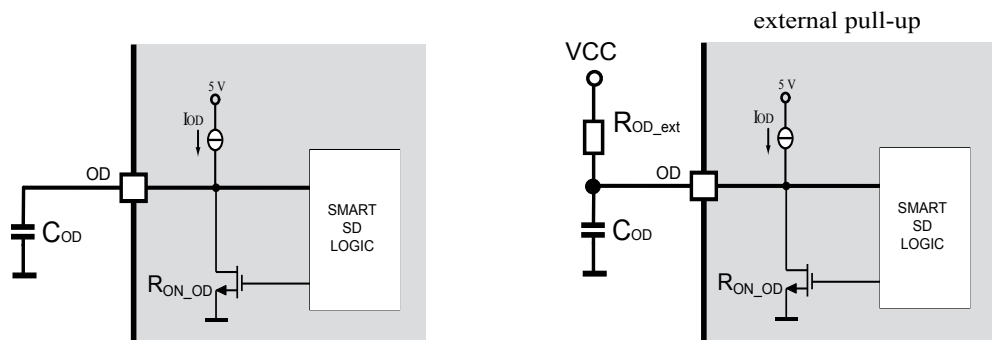 external pull-up
5 V
IOD
OD
COD
SMART
SD
LOGIC
RON_OD
VCC
ROD_ext
5 V
IOD
OD
COD
SMART
SD
LOGIC
RON_OD